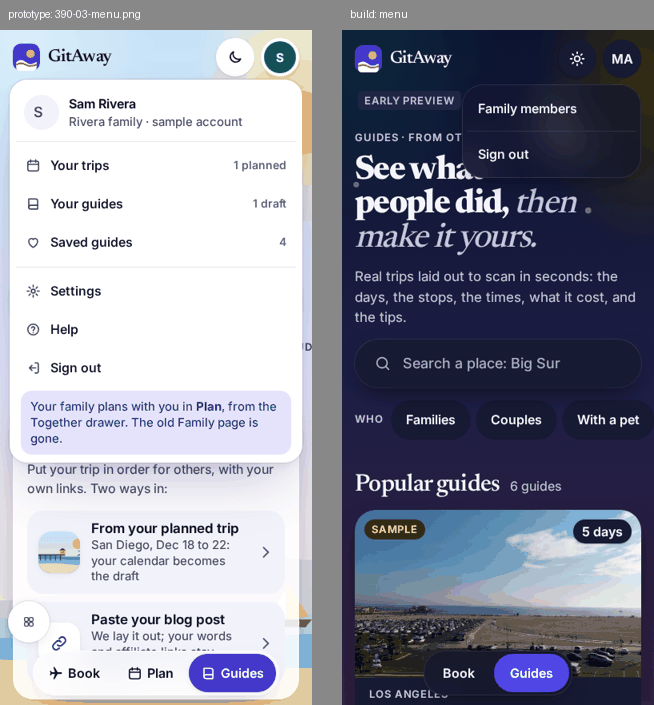 prototype: 390-03-menu.png
GitAway
S
S
Sam Rivera
Rivera family · sample account
Your trips
1 planned
Your guides
1 draft
Saved guides
4
Settings
Help
Sign out
Your family plans with you in Plan, from the
Together drawer. The old Family page is
gone.
Put your trip in order for others, with your
own links. Two ways in:
From your planned trip
San Diego, Dec 18 to 22:
your calendar becomes
the draft
Paste your blog post
We lay it out; your words
Book
Plan
Guides
build: menu
GitAway
MA
EARLY PREVIEW
Family members
Sign out
GUIDES · FROM
See what
people did, then
make it yours.
Real trips laid out to scan in seconds: the
days, the stops, the times, what it cost, and
the tips.
Search a place: Big Sur
WHO
Families
Couples
With a pet
Popular guides
6 guides
SAMPLE
5 days
Book
Guides
LOS ANGELES